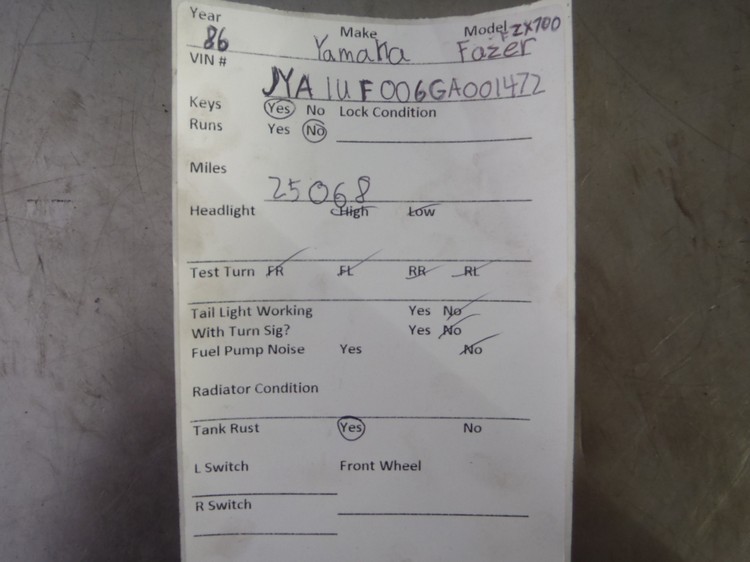 Year Make Model FZX700
86 Yamaha Fazer
VIN #
JYA1UF006GA001472
Keys Yes No Lock Condition
Runs Yes No
Miles
25068
Headlight High Low
Test Turn FR FL RR RL
Tail Light Working Yes No
With Turn Sig? Yes No
Fuel Pump Noise Yes No
Radiator Condition
Tank Rust Yes No
L Switch Front Wheel
R Switch